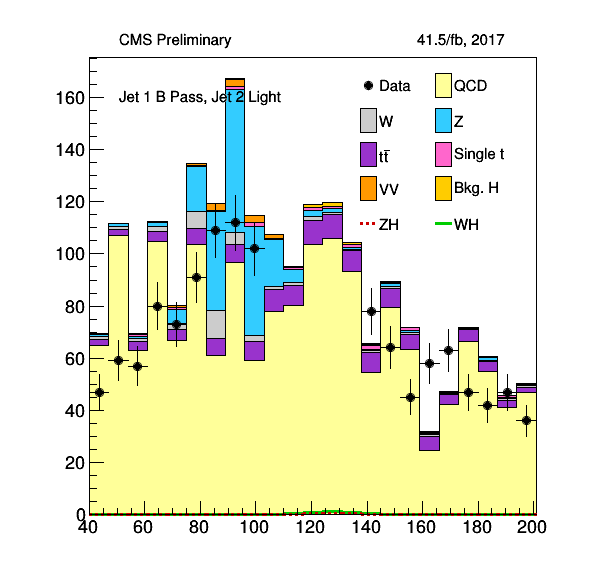 CMS Preliminary 41.5/fb, 2017
Jet 1 B Pass, Jet 2 Light
Data QCD
W Z
tt̄ Single t
VV Bkg. H
ZH WH
160
140
120
100
80
60
40
20
0
40 60 80 100 120 140 160 180 200